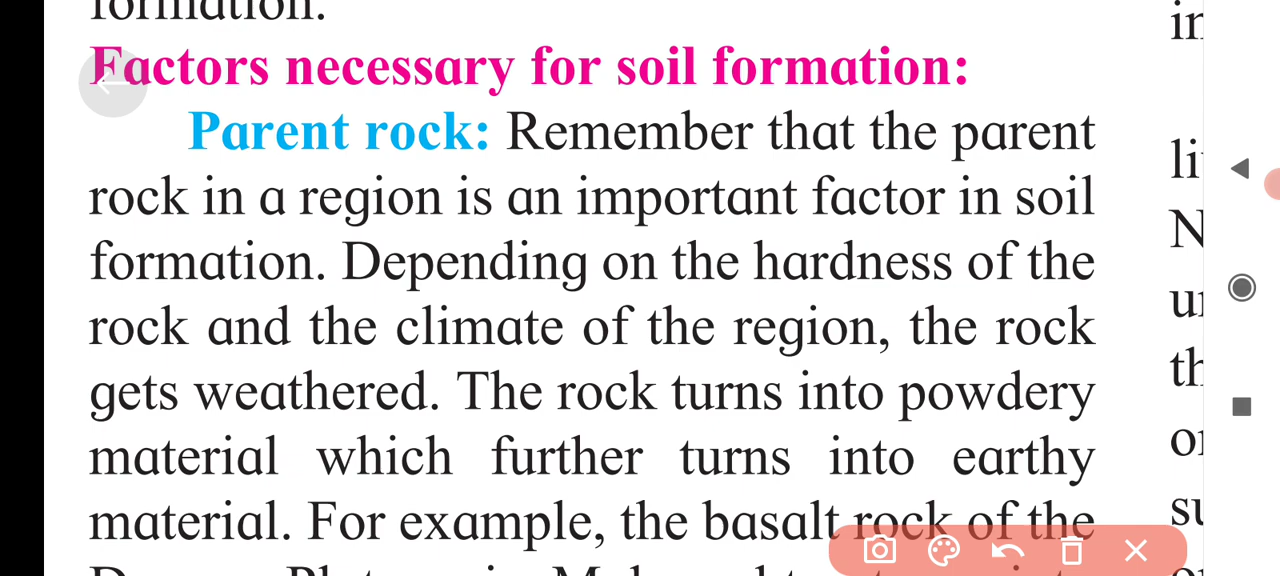 formation.
Factors necessary for soil formation:
Parent rock: Remember that the parent
rock in a region is an important factor in soil
formation. Depending on the hardness of the
rock and the climate of the region, the rock
gets weathered. The rock turns into powdery
material which further turns into earthy
material. For example, the basalt rock of the